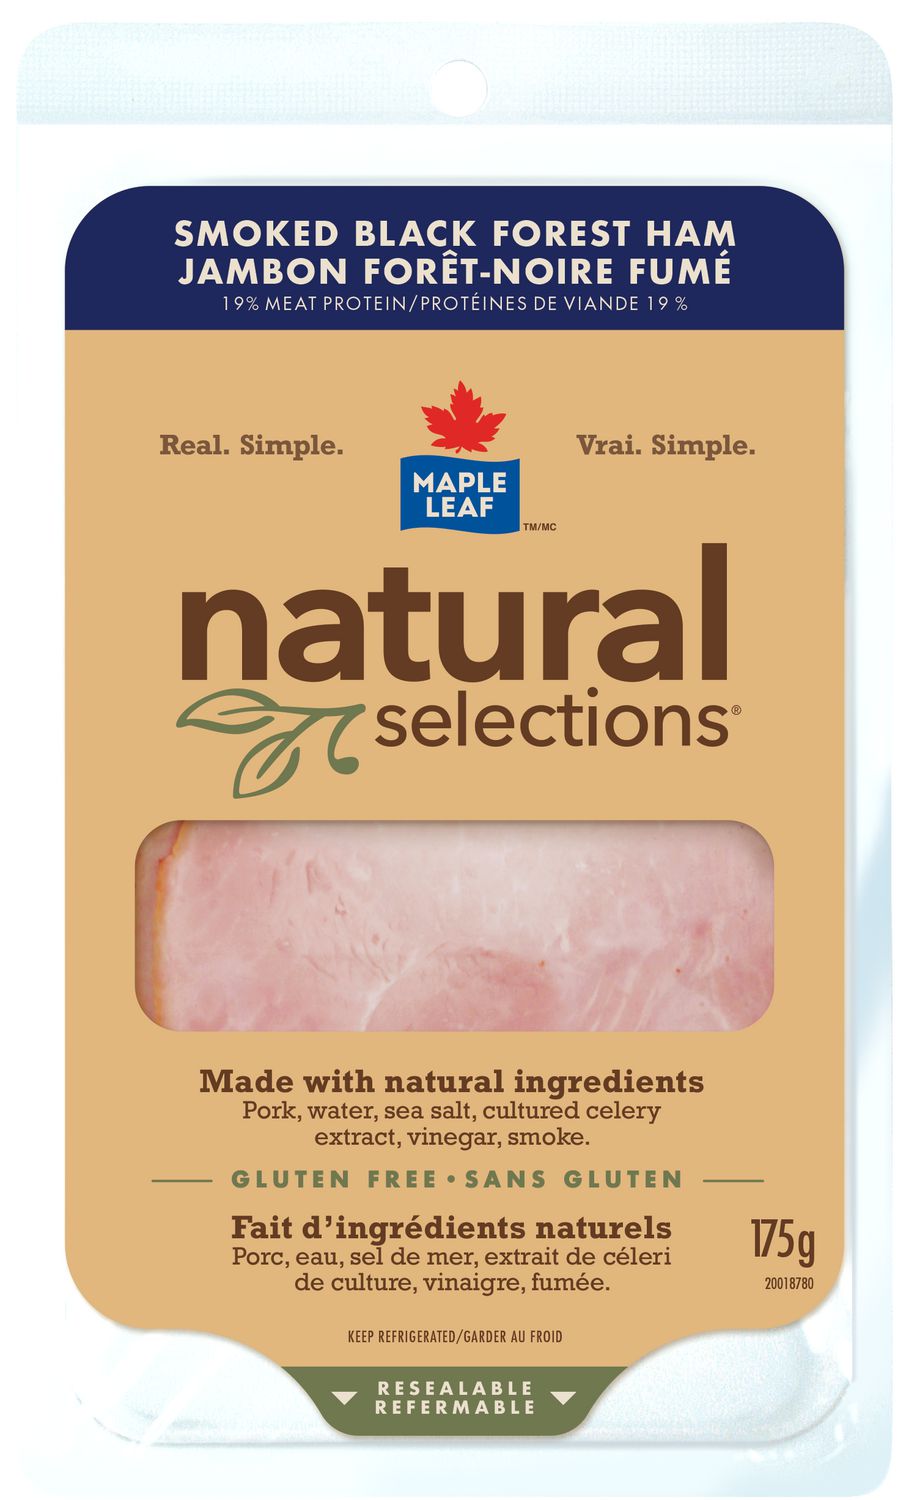 SMOKED BLACK FOREST HAM
JAMBON FORÊT-NOIRE FUMÉ
19% MEAT PROTEIN/PROTÉINES DE VIANDE 19 %
Real. Simple.
Vrai. Simple.
MAPLE
LEAF
TM/MC
natural
selections®
Made with natural ingredients
Pork, water, sea salt, cultured celery
extract, vinegar, smoke.
GLUTEN FREE • SANS GLUTEN
Fait d'ingrédients naturels
Porc, eau, sel de mer, extrait de céleri
de culture, vinaigre, fumée.
175g
20018780
KEEP REFRIGERATED/GARDER AU FROID
RESEALABLE
REFERMABLE